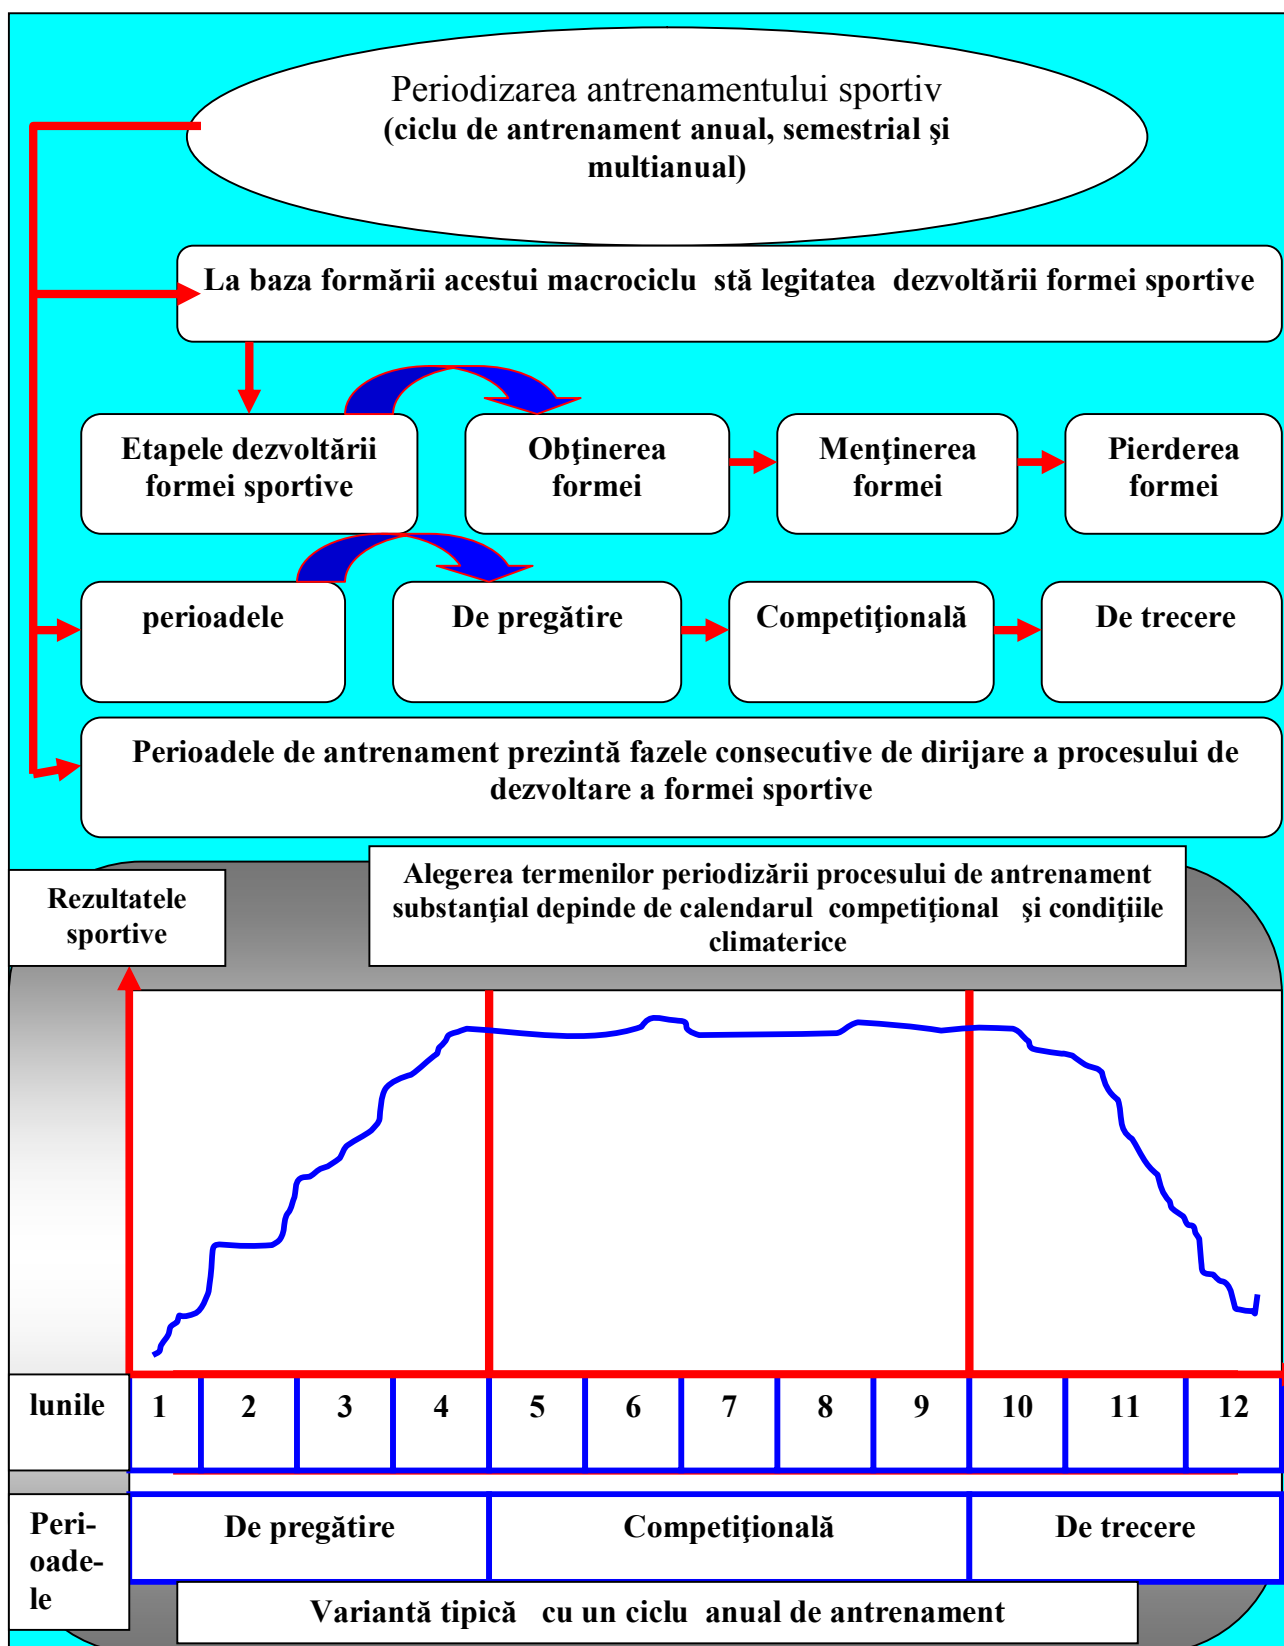 Periodizarea antrenamentului sportiv
(ciclu de antrenament anual, semestrial şi
multianual)
La baza formării acestui macrociclu stă legitatea dezvoltării formei sportive
Etapele dezvoltării
formei sportive
Obţinerea
formei
Menţinerea
formei
Pierderea
formei
perioadele
De pregătire
Competiţională
De trecere
Perioadele de antrenament prezintă fazele consecutive de dirijare a procesului de
dezvoltare a formei sportive
Rezultatele
sportive
Alegerea termenilor periodizării procesului de antrenament
substanţial depinde de calendarul competiţional şi condiţiile
climaterice
lunile 1 2 3 4 5 6 7 8 9 10 11 12
Peri-
oade-
le
De pregătire Competiţională De trecere
Variantă tipică cu un ciclu anual de antrenament